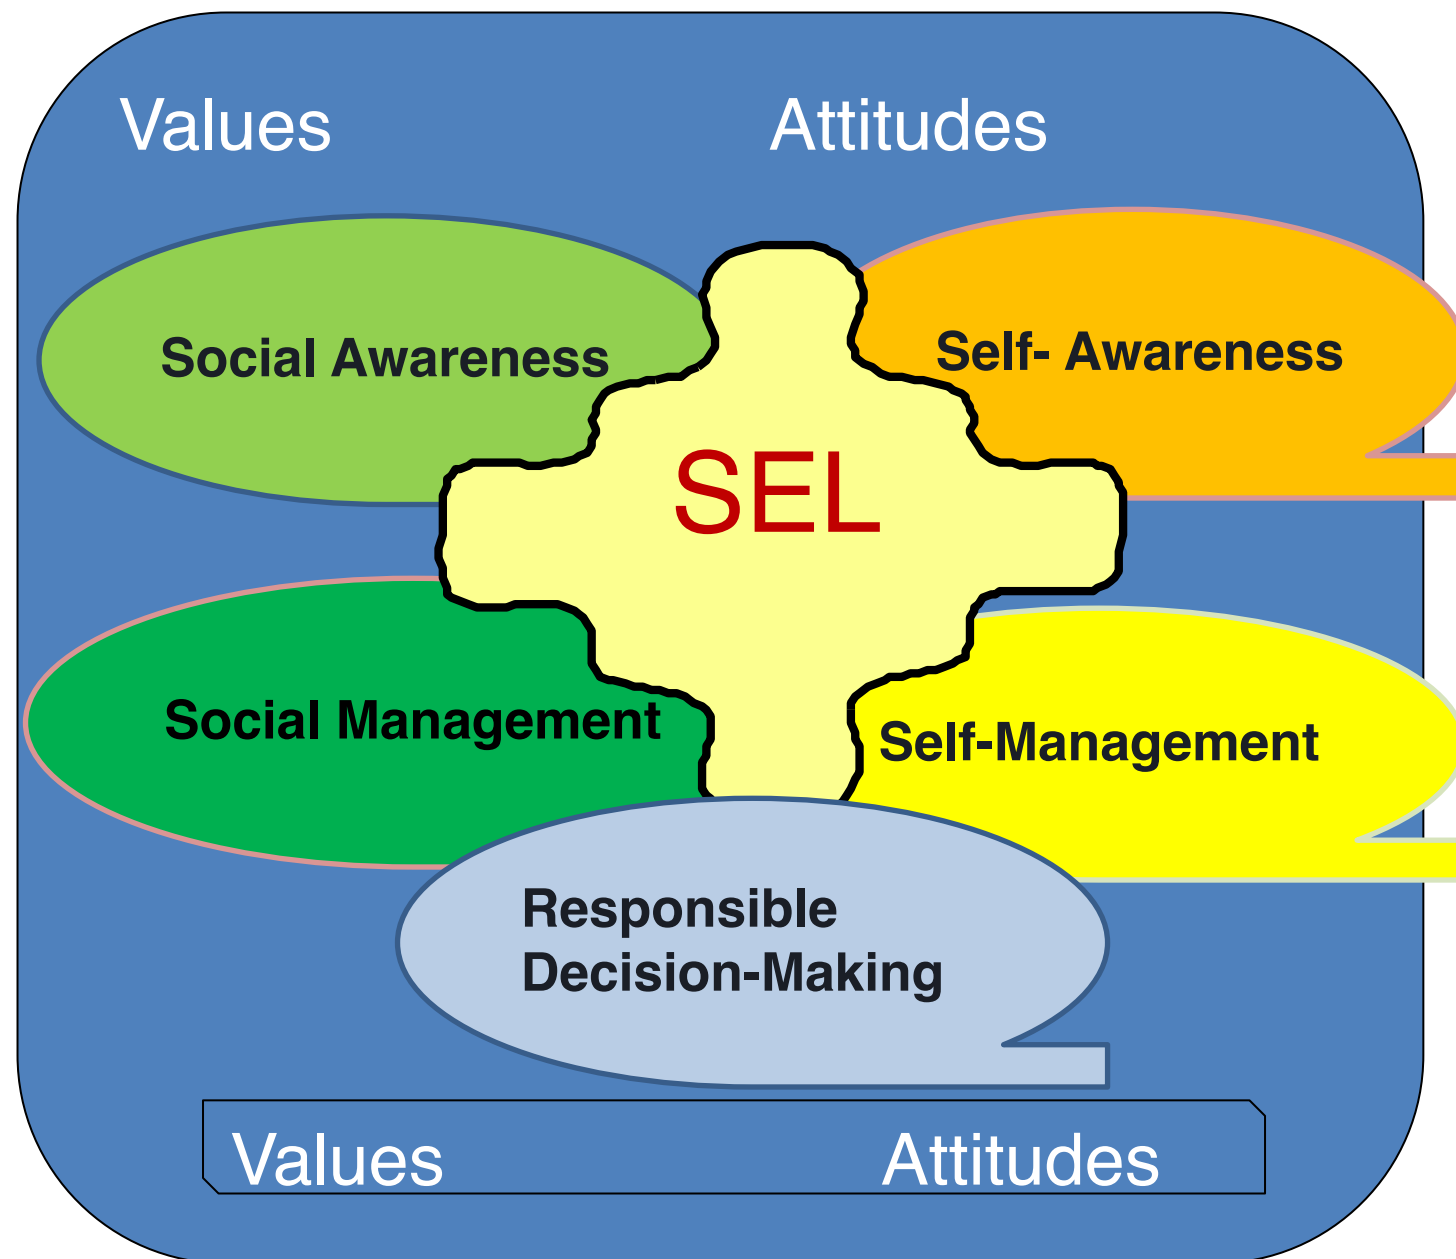 Values Attitudes
Social Awareness
Self- Awareness
SEL
Social Management
Self-Management
Responsible
Decision-Making
Values Attitudes